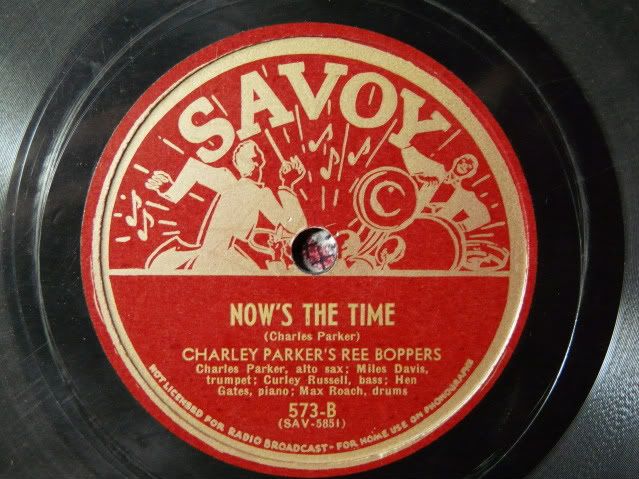 SAVOY
C
NOW'S THE TIME
(Charles Parker)
CHARLEY PARKER'S REE BOPPERS
Charles Parker, alto sax; Miles Davis,
trumpet; Curley Russell, bass; Hen
Gates, piano; Max Roach, drums
573-B
(SAV-5851)
NOT LICENSED FOR RADIO BROADCAST-FOR HOME USE ON PHONOGRAPHS